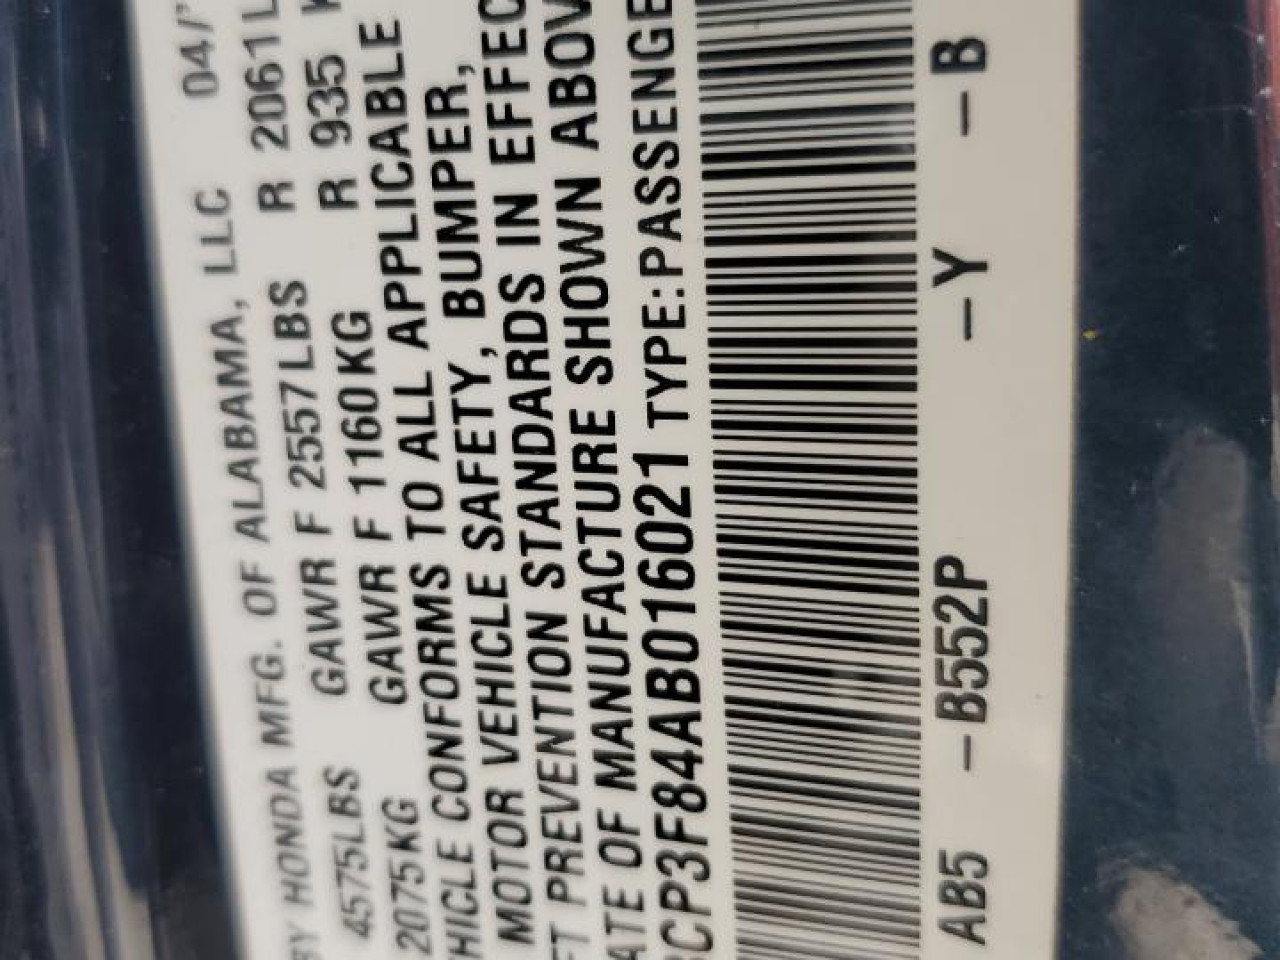 BY HONDA MFG. OF ALABAMA, LLC 04/
4575LBS GAWR F 2557LBS R 2061L
2075KG GAWR F 1160KG R 935
HICLE CONFORMS TO ALL APPLICABLE
MOTOR VEHICLE SAFETY, BUMPER,
FT PREVENTION STANDARDS IN EFFEC
ATE OF MANUFACTURE SHOWN ABOV
CP3F84AB016021 TYPE:PASSENGE
AB5 -B552P -Y -B